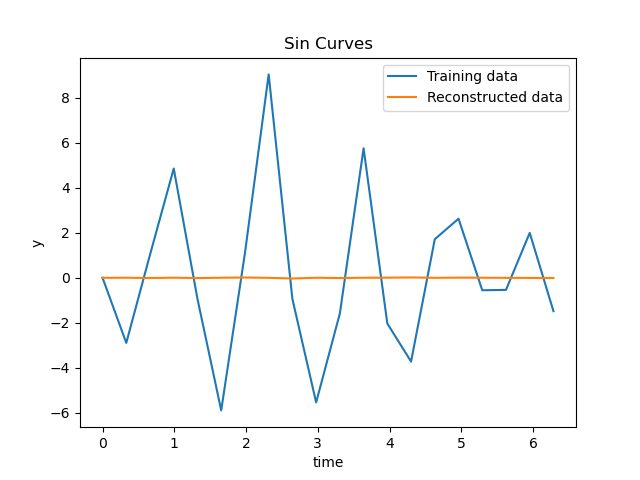 Sin Curves
Training data
Reconstructed data
8
6
4
2
0
−2
−4
−6
y
0 1 2 3 4 5 6
time